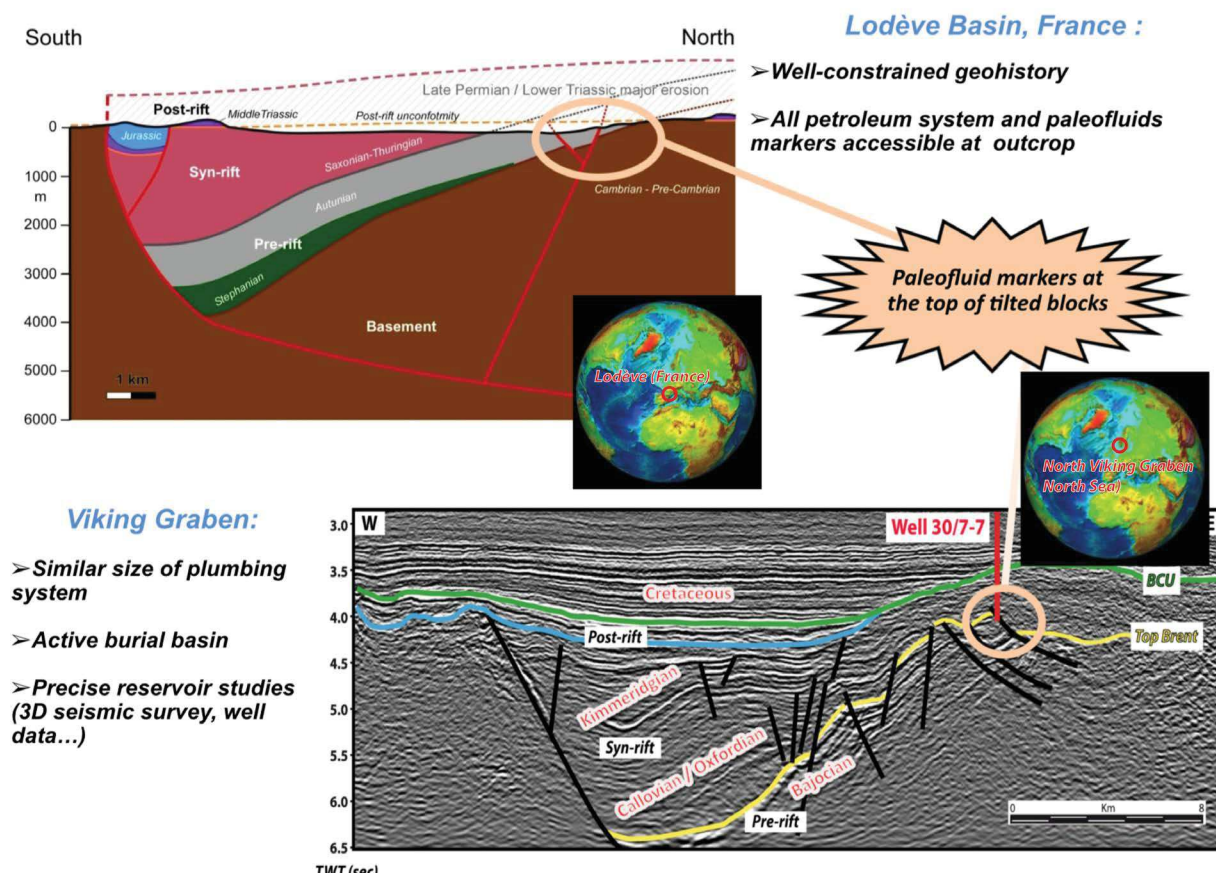 South
North
Late Permian / Lower Triassic major erosion
Post-rift
MiddleTriassic
Post-rift unconfotmity
0
Jurassic
Saxonian-Thuringian
Syn-rift
1000
m
Cambrian - Pre-Cambrian
Autunian
2000
Pre-rift
3000
Stephanian
4000
Basement
5000
1 km
6000
Lodève (France)
Lodève Basin, France :
➢Well-constrained geohistory
➢All petroleum system and paleofluids
markers accessible at outcrop
Paleofluid markers at
the top of tilted blocks
North Viking Graben
North Sea)
Viking Graben:
➢Similar size of plumbing
system
➢Active burial basin
➢Precise reservoir studies
(3D seismic survey, well
data…)
W
Well 30/7-7
E
3.0
3.5
BCU
Cretaceous
4.0
Post-rift
Top Brent
4.5
Kimmeridgian
5.0
Syn-rift
5.5
Callovian / Oxfordian
Bajocian
6.0
Pre-rift
0 Km 8
6.5
TWT (sec)